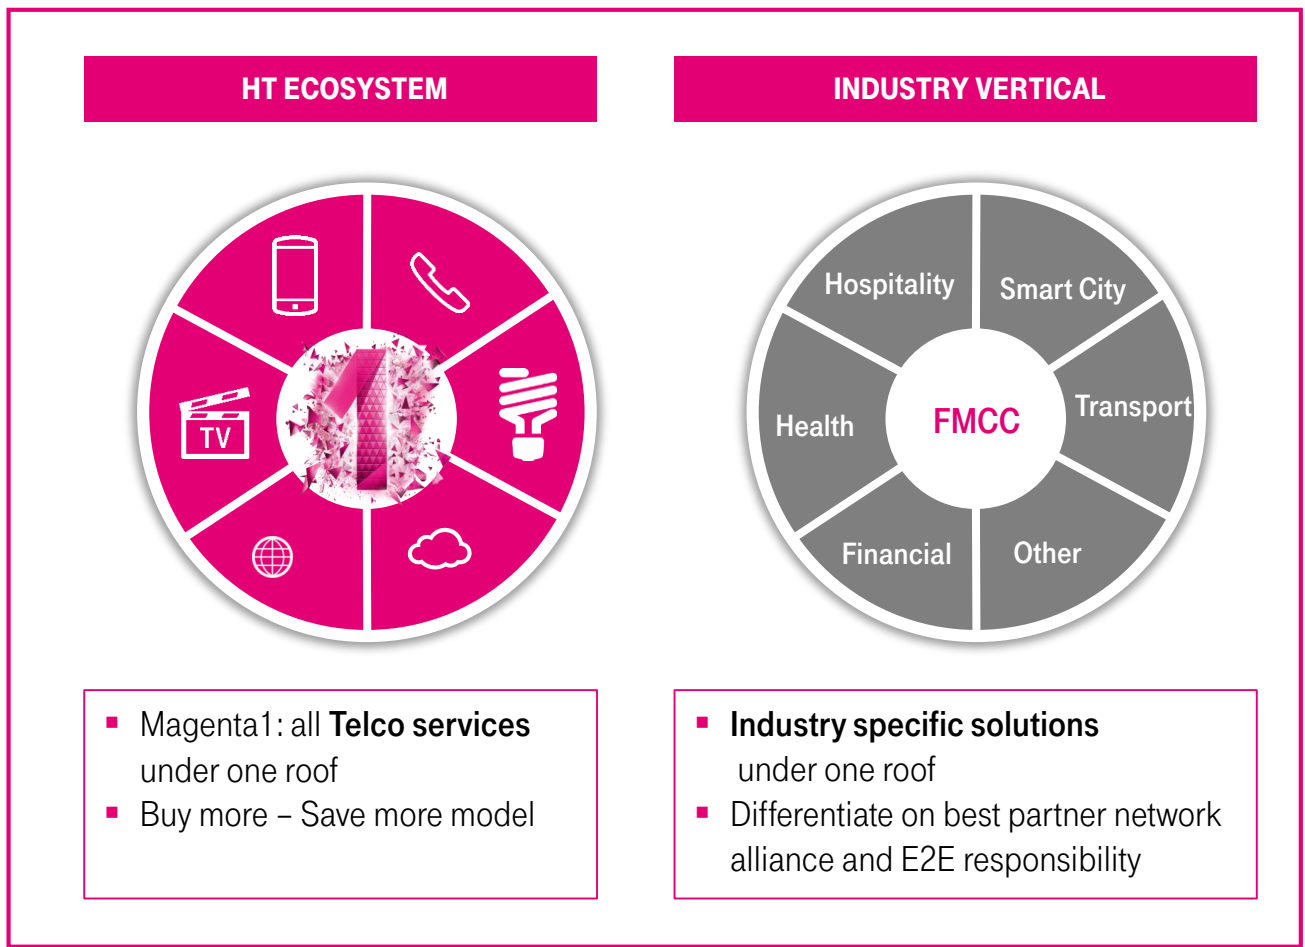 HT ECOSYSTEM
INDUSTRY VERTICAL
TV
1
Hospitality
Smart City
Health
FMCC
Transport
Financial
Other
▪ Magenta1: all Telco services
under one roof
▪ Buy more – Save more model
▪ Industry specific solutions
under one roof
▪ Differentiate on best partner network
alliance and E2E responsibility